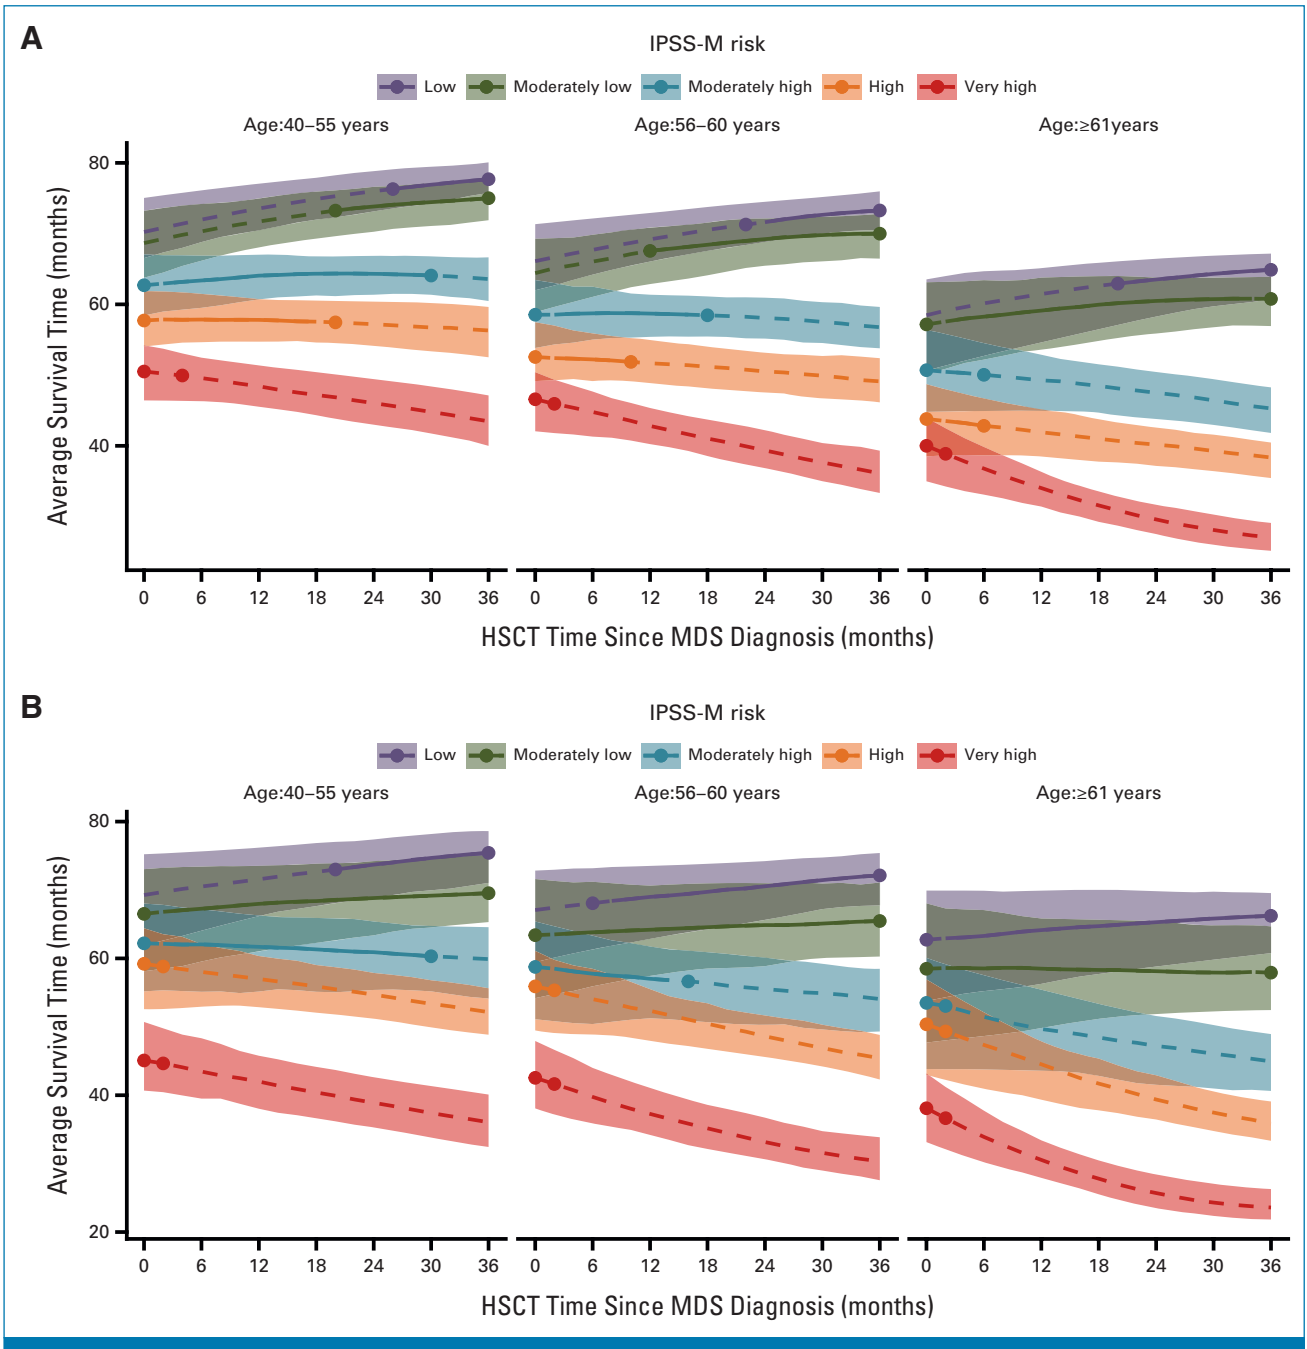 A
IPSS-M risk
Low Moderately low Moderately high High Very high
Age:40–55 years Age:56–60 years Age:≥61years
Average Survival Time (months)
80
60
40
0 6 12 18 24 30 36 0 6 12 18 24 30 36 0 6 12 18 24 30 36
HSCT Time Since MDS Diagnosis (months)
B
IPSS-M risk
Low Moderately low Moderately high High Very high
Age:40–55 years Age:56–60 years Age:≥61 years
Average Survival Time (months)
80
60
40
20
0 6 12 18 24 30 36 0 6 12 18 24 30 36 0 6 12 18 24 30 36
HSCT Time Since MDS Diagnosis (months)